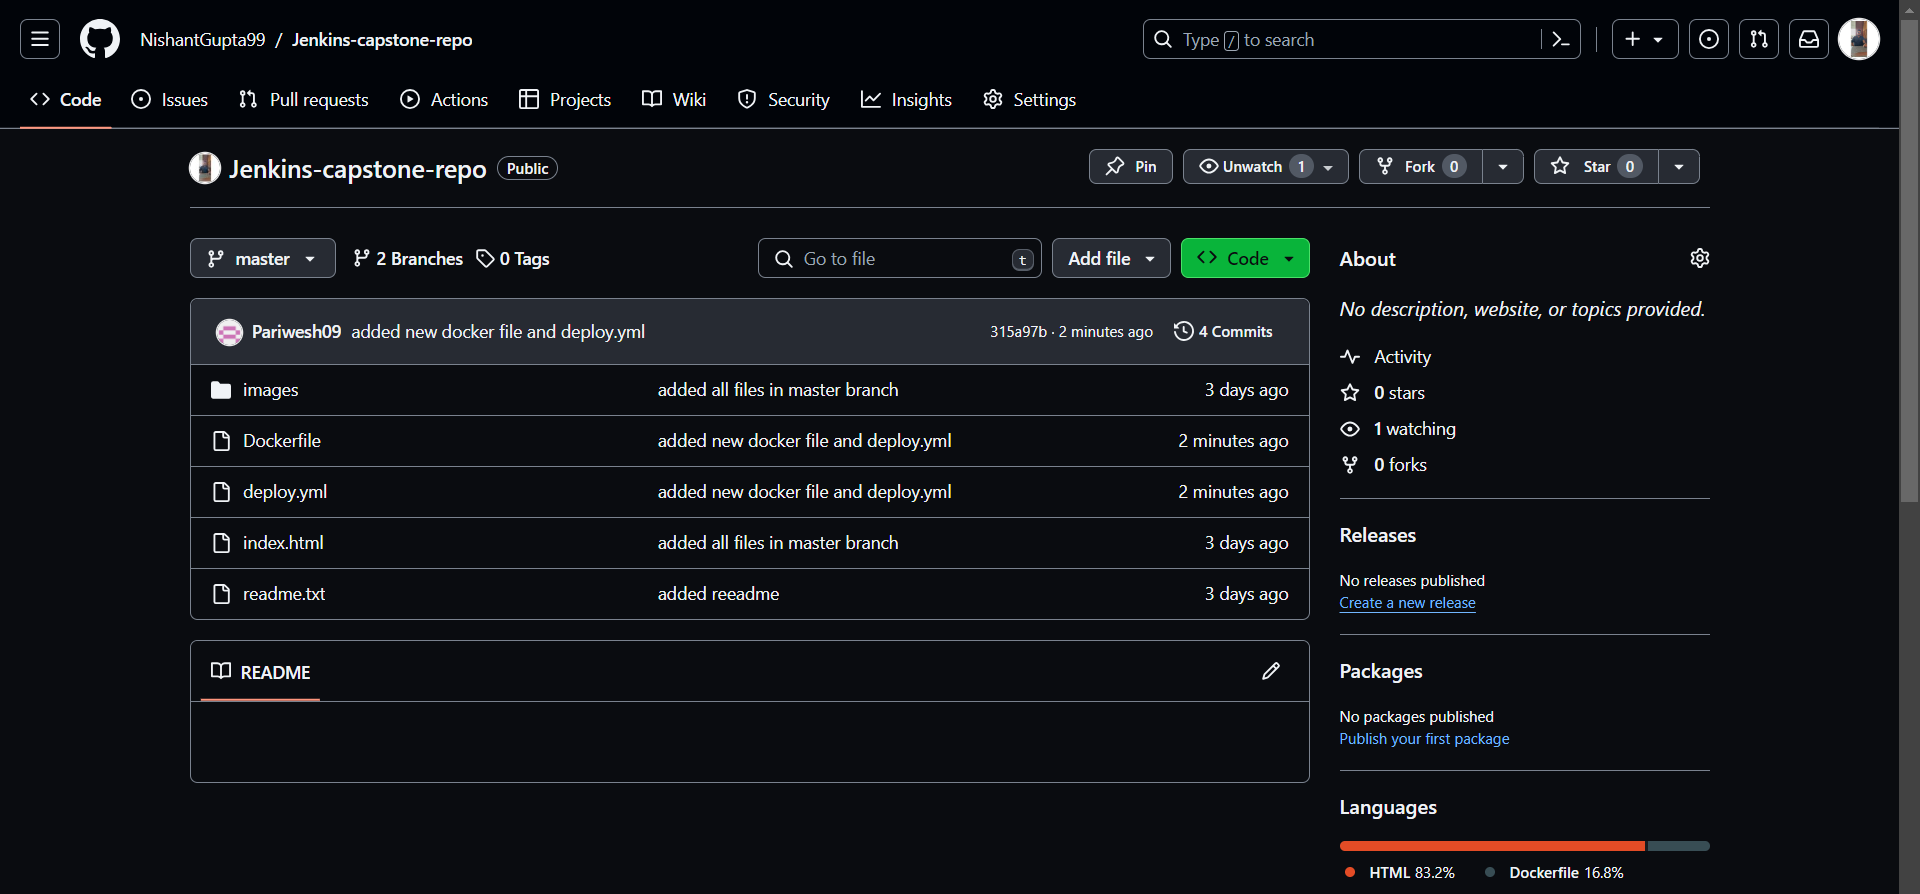 NishantGupta99 / Jenkins-capstone-repo
Type / to search
Code Issues Pull requests Actions Projects Wiki Security Insights Settings
Jenkins-capstone-repo Public
Pin Unwatch 1 Fork 0 Star 0
master 2 Branches 0 Tags Go to file t Add file Code
Pariwesh09 added new docker file and deploy.yml 315a97b · 2 minutes ago 4 Commits
images added all files in master branch 3 days ago
Dockerfile added new docker file and deploy.yml 2 minutes ago
deploy.yml added new docker file and deploy.yml 2 minutes ago
index.html added all files in master branch 3 days ago
readme.txt added reeadme 3 days ago
README
About
No description, website, or topics provided.
Activity
0 stars
1 watching
0 forks
Releases
No releases published
Create a new release
Packages
No packages published
Publish your first package
Languages
HTML 83.2% Dockerfile 16.8%